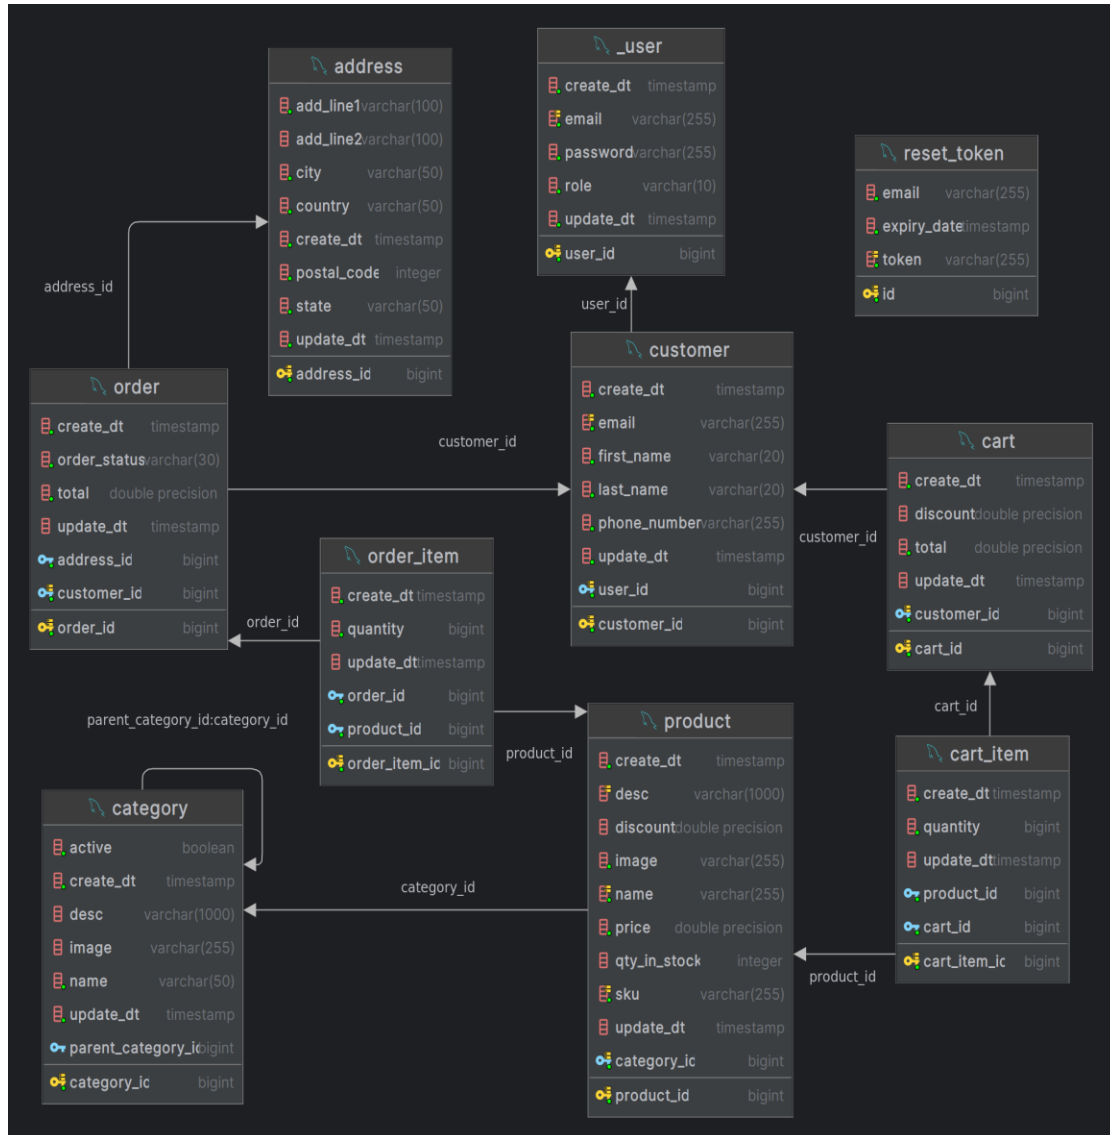 address
add_line1 varchar(100)
add_line2 varchar(100)
city varchar(50)
country varchar(50)
create_dt timestamp
postal_code integer
state varchar(50)
update_dt timestamp
address_id bigint
_user
create_dt timestamp
email varchar(255)
password varchar(255)
role varchar(10)
update_dt timestamp
user_id bigint
reset_token
email varchar(255)
expiry_date timestamp
token varchar(255)
id bigint
address_id
user_id
order
create_dt timestamp
order_status varchar(30)
total double precision
update_dt timestamp
address_id bigint
customer_id bigint
order_id bigint
customer_id
customer
create_dt timestamp
email varchar(255)
first_name varchar(20)
last_name varchar(20)
phone_number varchar(255)
update_dt timestamp
user_id bigint
customer_id bigint
customer_id
cart
create_dt timestamp
discount double precision
total double precision
update_dt timestamp
customer_id bigint
cart_id bigint
order_id
order_item
create_dt timestamp
quantity bigint
update_dt timestamp
order_id bigint
product_id bigint
order_item_id bigint
cart_id
parent_category_id:category_id
product_id
category
active boolean
create_dt timestamp
desc varchar(1000)
image varchar(255)
name varchar(50)
update_dt timestamp
parent_category_id bigint
category_id bigint
category_id
product
create_dt timestamp
desc varchar(1000)
discount double precision
image varchar(255)
name varchar(255)
price double precision
qty_in_stock integer
sku varchar(255)
update_dt timestamp
category_id bigint
product_id bigint
product_id
cart_item
create_dt timestamp
quantity bigint
update_dt timestamp
product_id bigint
cart_id bigint
cart_item_id bigint